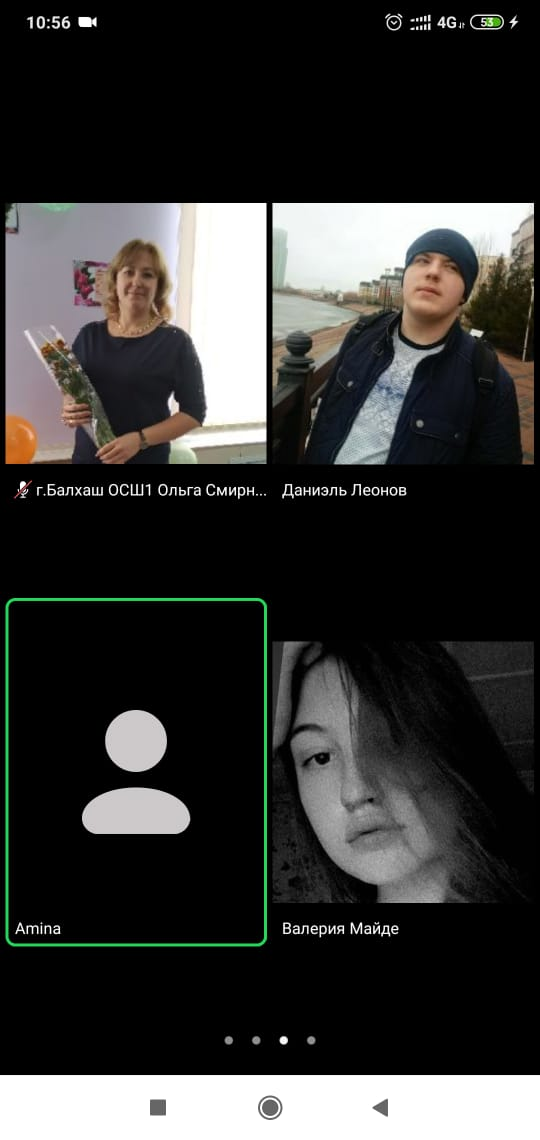 10:56
4G 53
г.Балхаш ОСШ1 Ольга Смирн...
Даниэль Леонов
Amina
Валерия Майде